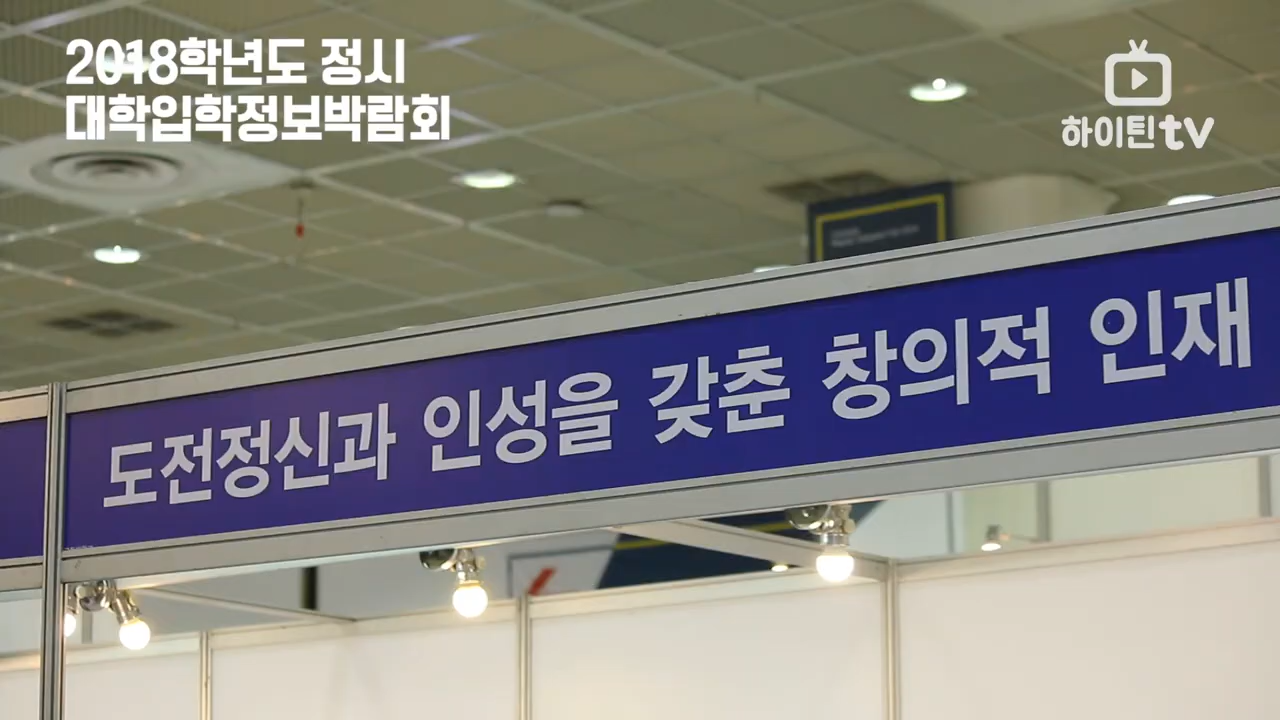 2018학년도 정시
대학입학정보박람회
하이틴tv
도전정신과 인성을 갖춘 창의적 인재